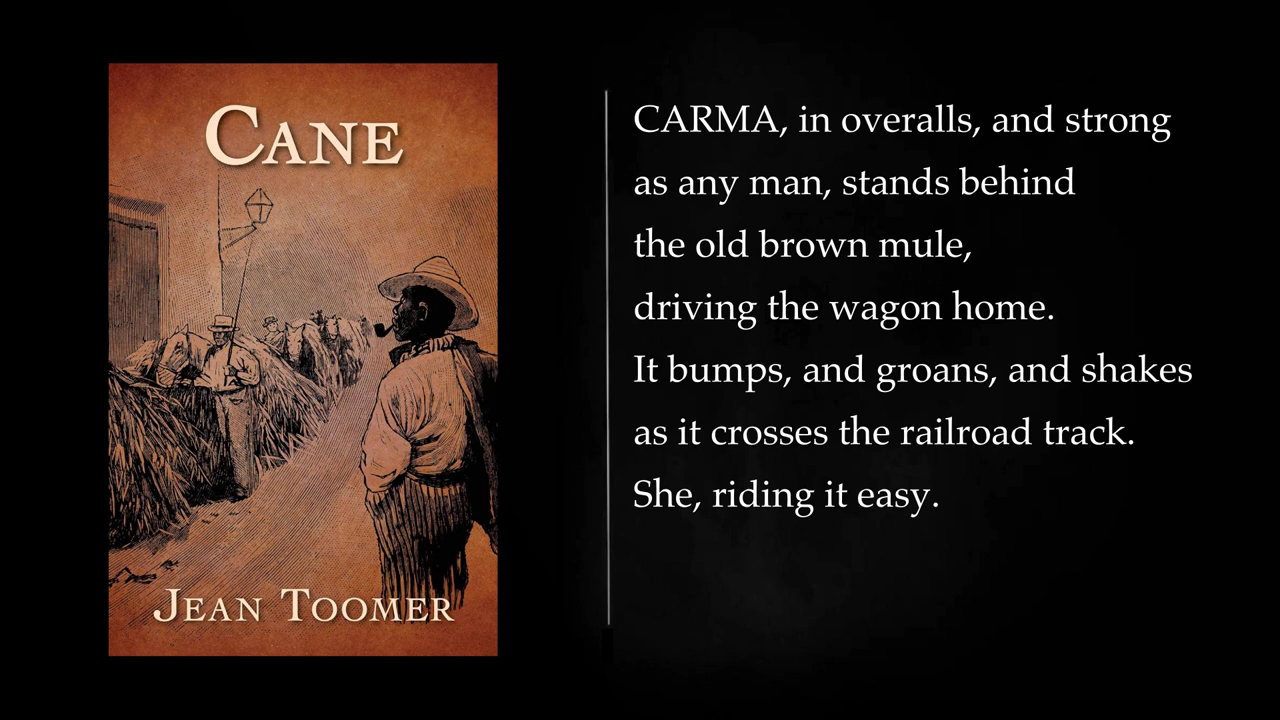 CANE
JEAN TOOMER
CARMA, in overalls, and strong
as any man, stands behind
the old brown mule,
driving the wagon home.
It bumps, and groans, and shakes
as it crosses the railroad track.
She, riding it easy.